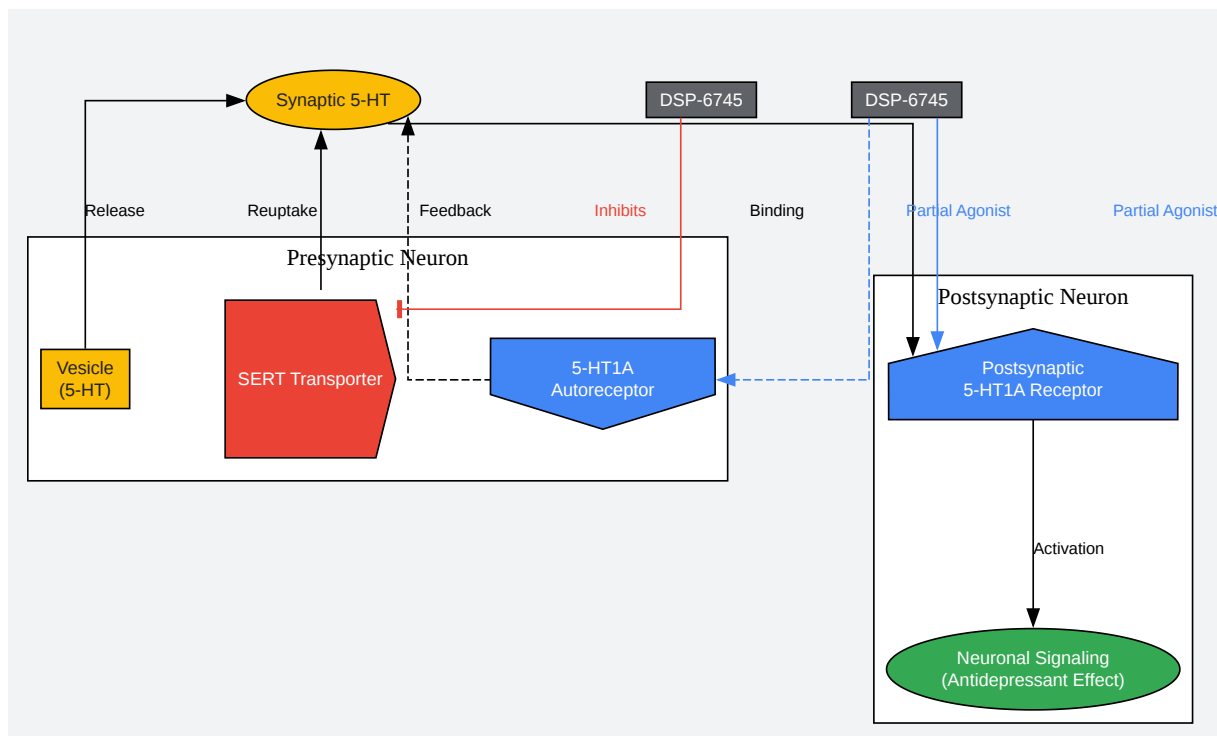 Synaptic 5-HT
DSP-6745
DSP-6745
Release
Reuptake
Feedback
Inhibits
Binding
Partial Agonist
Partial Agonist
Presynaptic Neuron
Postsynaptic Neuron
Vesicle
(5-HT)
SERT Transporter
5-HT1A
Autoreceptor
Postsynaptic
5-HT1A Receptor
Activation
Neuronal Signaling
(Antidepressant Effect)